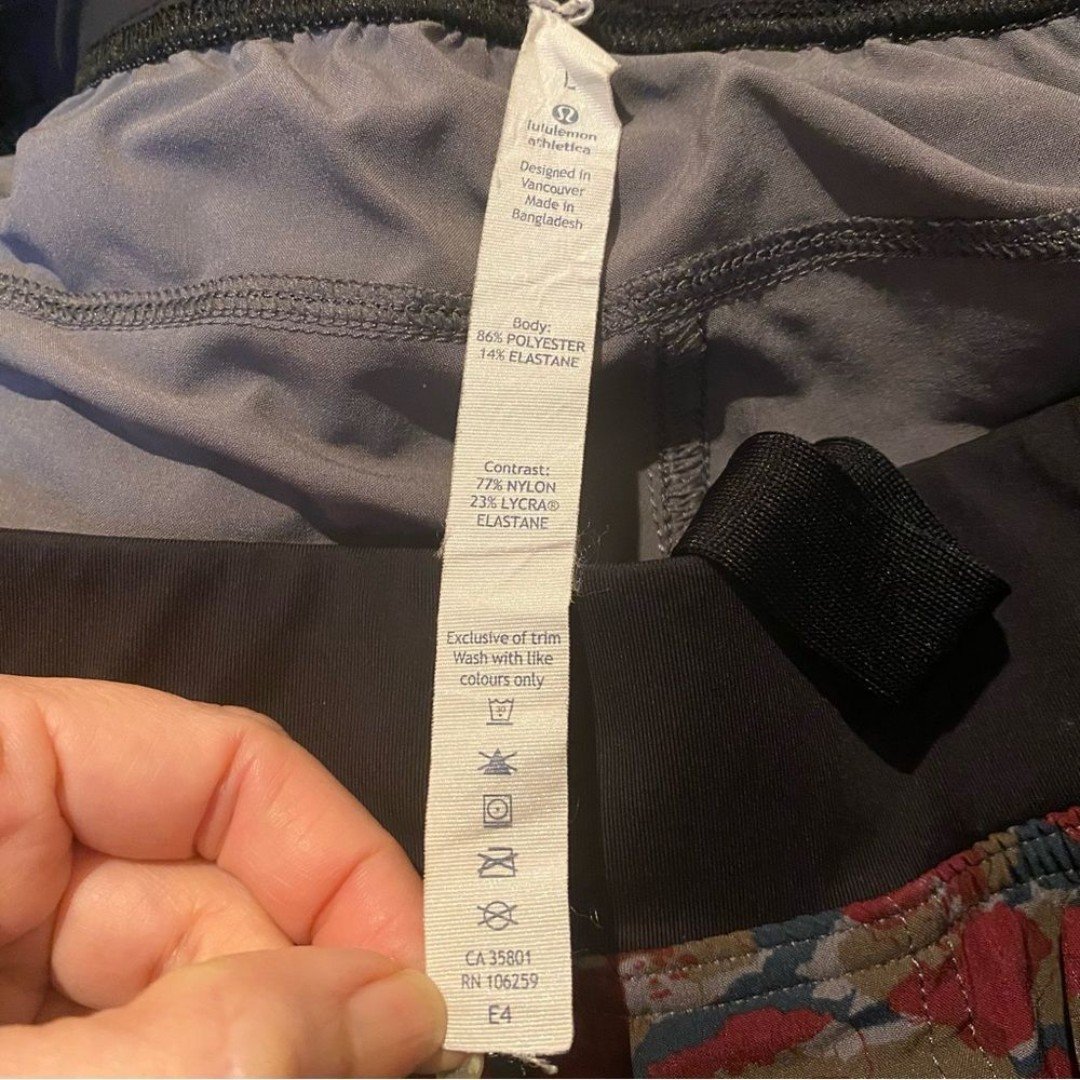 L
lululemon
athletica
Designed in
Vancouver
Made in
Bangladesh
Body:
86% POLYESTER
14% ELASTANE
Contrast:
77% NYLON
23% LYCRA®
ELASTANE
Exclusive of trim
Wash with like
colours only
30
CA 35801
RN 106259
E4